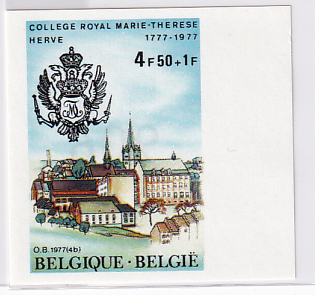 COLLEGE ROYAL MARIE-THERESE
HERVE 1777-1977
4F50+1F
O.B. 1977(4b)
BELGIQUE·BELGIË